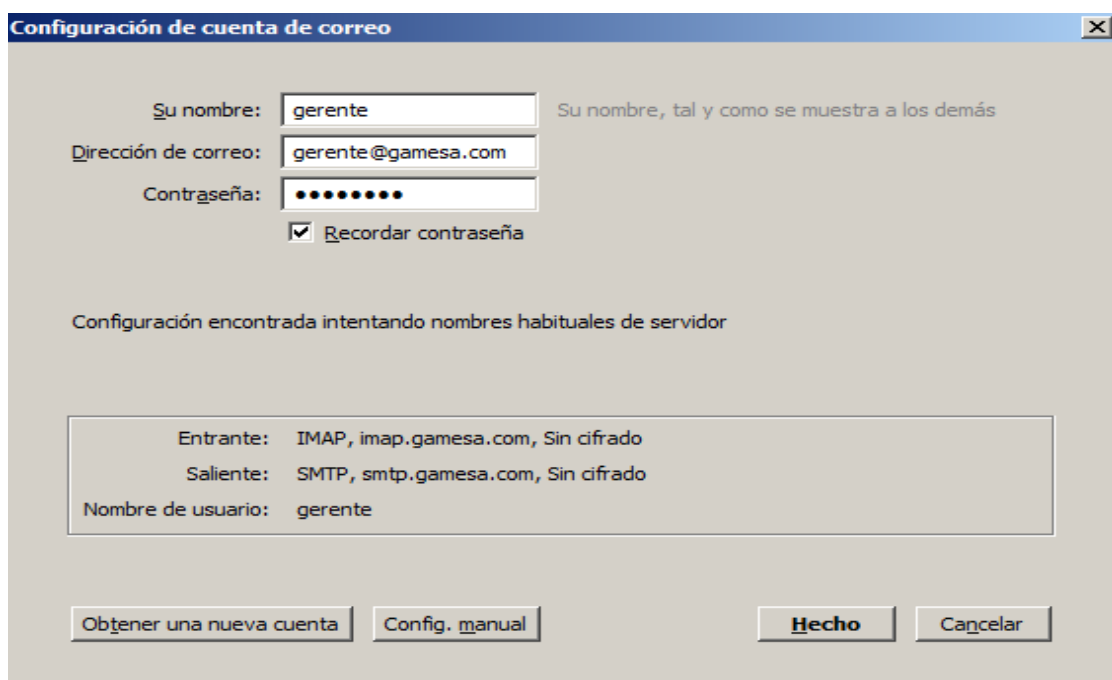 Configuración de cuenta de correo
Su nombre: gerente Su nombre, tal y como se muestra a los demás
Dirección de correo: gerente@gamesa.com
Contraseña: ••••••••
Recordar contraseña
Configuración encontrada intentando nombres habituales de servidor
Entrante: IMAP, imap.gamesa.com, Sin cifrado
Saliente: SMTP, smtp.gamesa.com, Sin cifrado
Nombre de usuario: gerente
Obtener una nueva cuenta Config. manual Hecho Cancelar